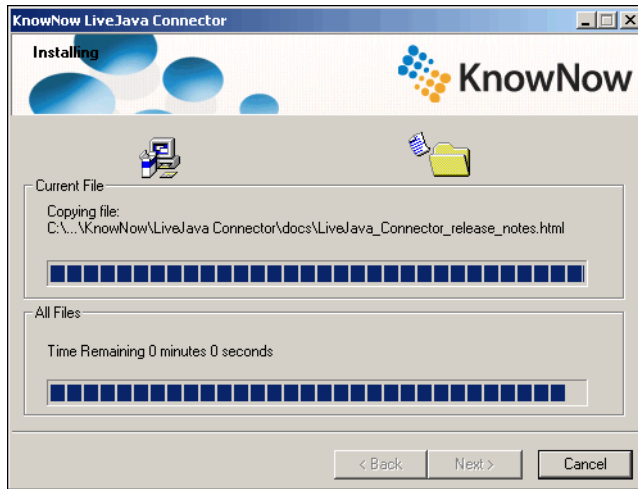 KnowNow LiveJava Connector
Installing
KnowNow
Current File
Copying file:
C:\...\KnowNow\LiveJava Connector\docs\LiveJava_Connector_release_notes.html
All Files
Time Remaining 0 minutes 0 seconds
< Back Next > Cancel